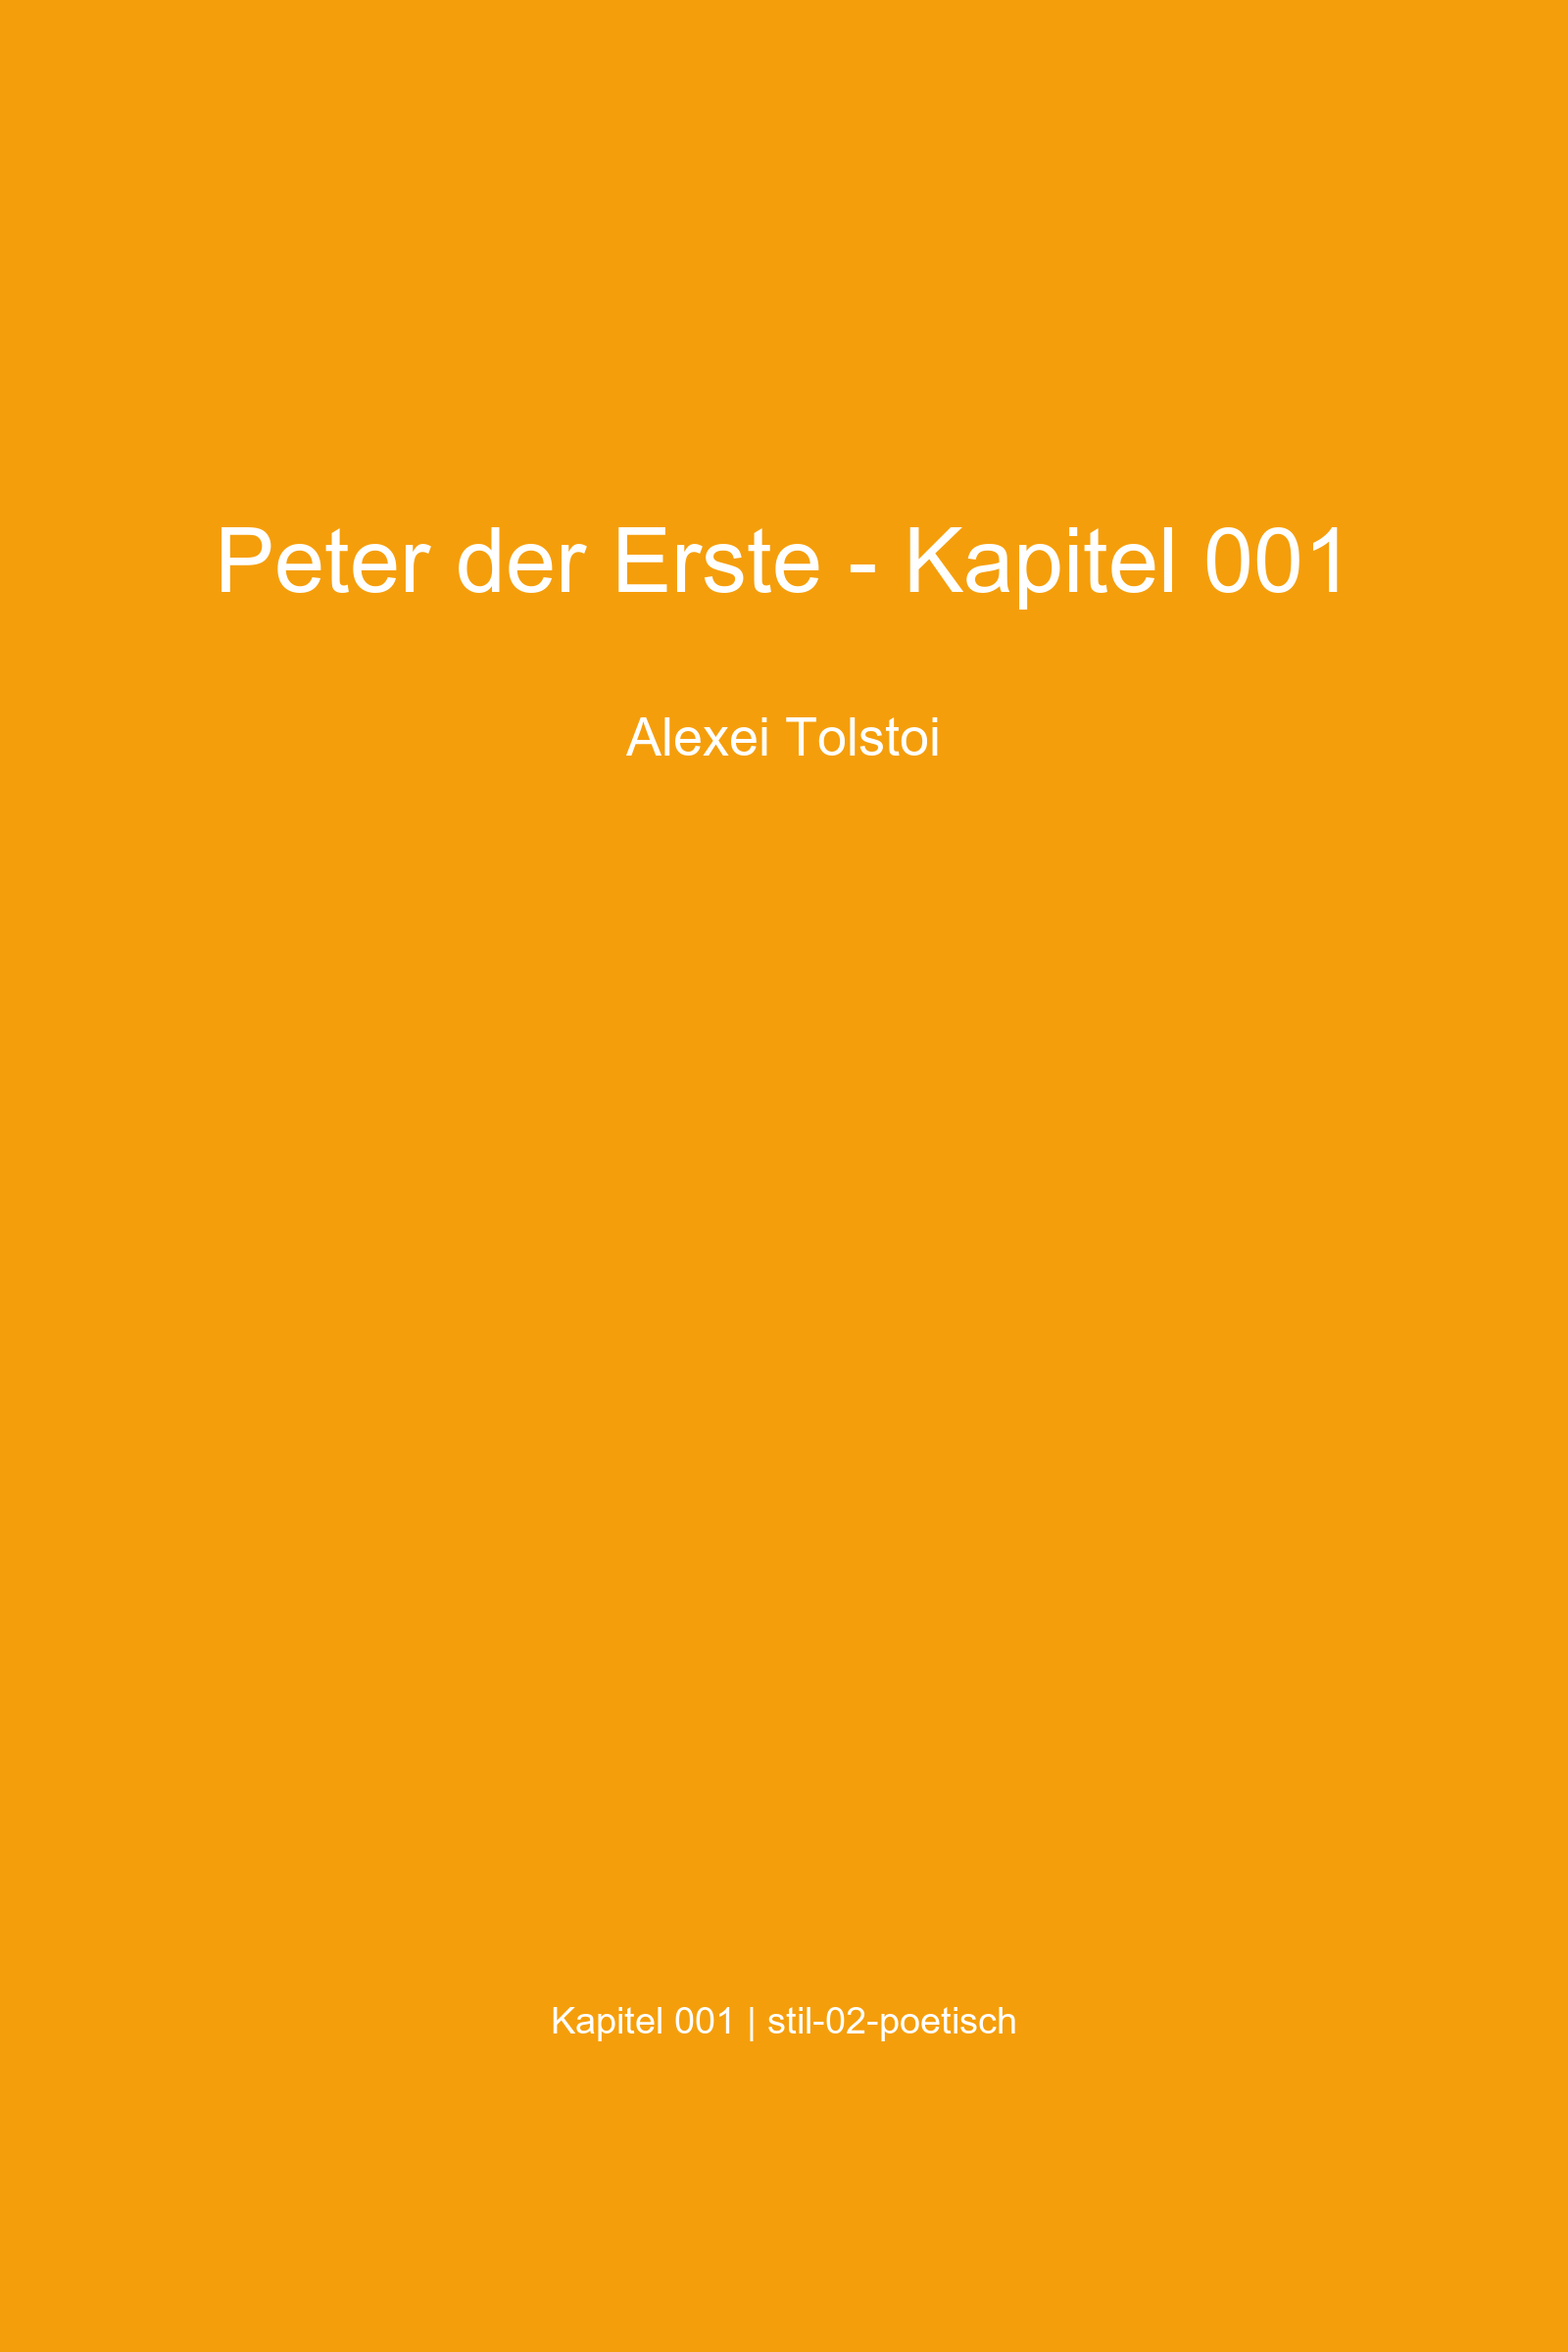 Peter der Erste - Kapitel 001
Alexei Tolstoi
Kapitel 001 | stil-02-poetisch